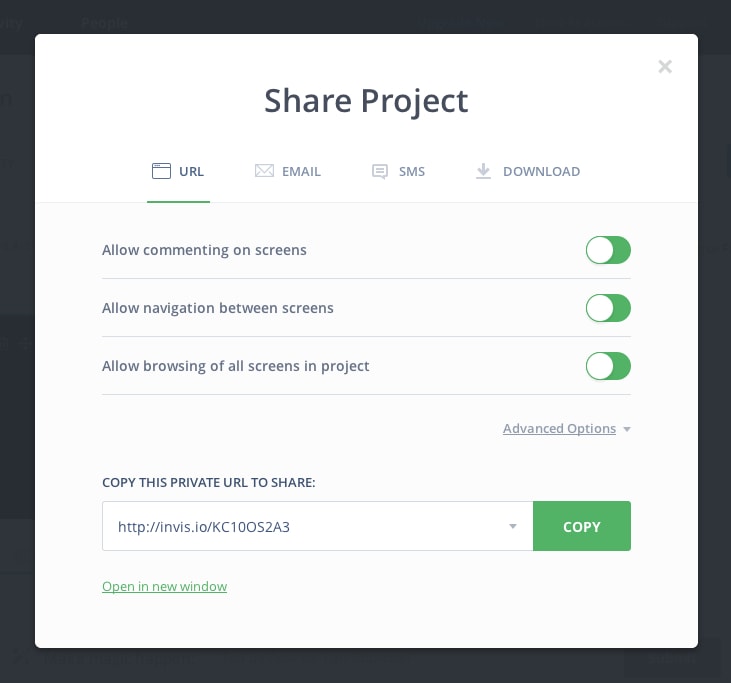 People
Share Project
URL EMAIL SMS DOWNLOAD
Allow commenting on screens
Allow navigation between screens
Allow browsing of all screens in project
Advanced Options
COPY THIS PRIVATE URL TO SHARE:
http://invis.io/KC10OS2A3 COPY
Open in new window